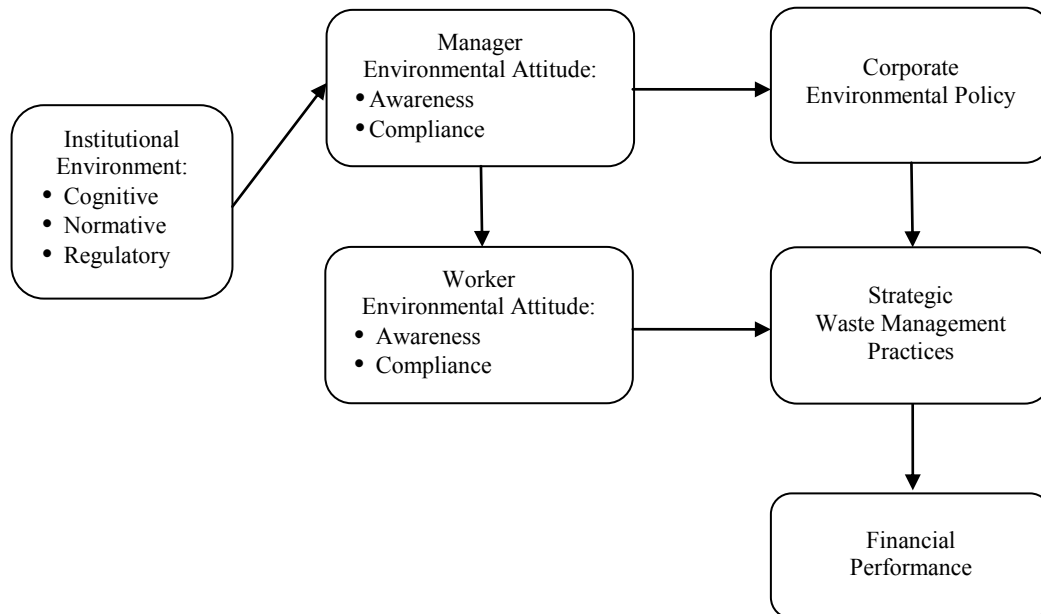 Manager
Environmental Attitude:
• Awareness
• Compliance
Corporate
Environmental Policy
Institutional
Environment:
• Cognitive
• Normative
• Regulatory
Worker
Environmental Attitude:
• Awareness
• Compliance
Strategic
Waste Management
Practices
Financial
Performance